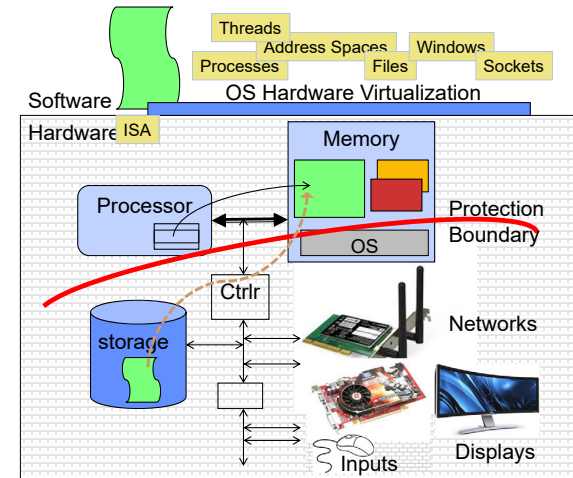 Threads
Address Spaces
Windows
Processes
Files
Sockets
Software
OS Hardware Virtualization
Hardware
ISA
Memory
Processor
Protection
Boundary
OS
Ctrlr
Networks
storage
Displays
Inputs